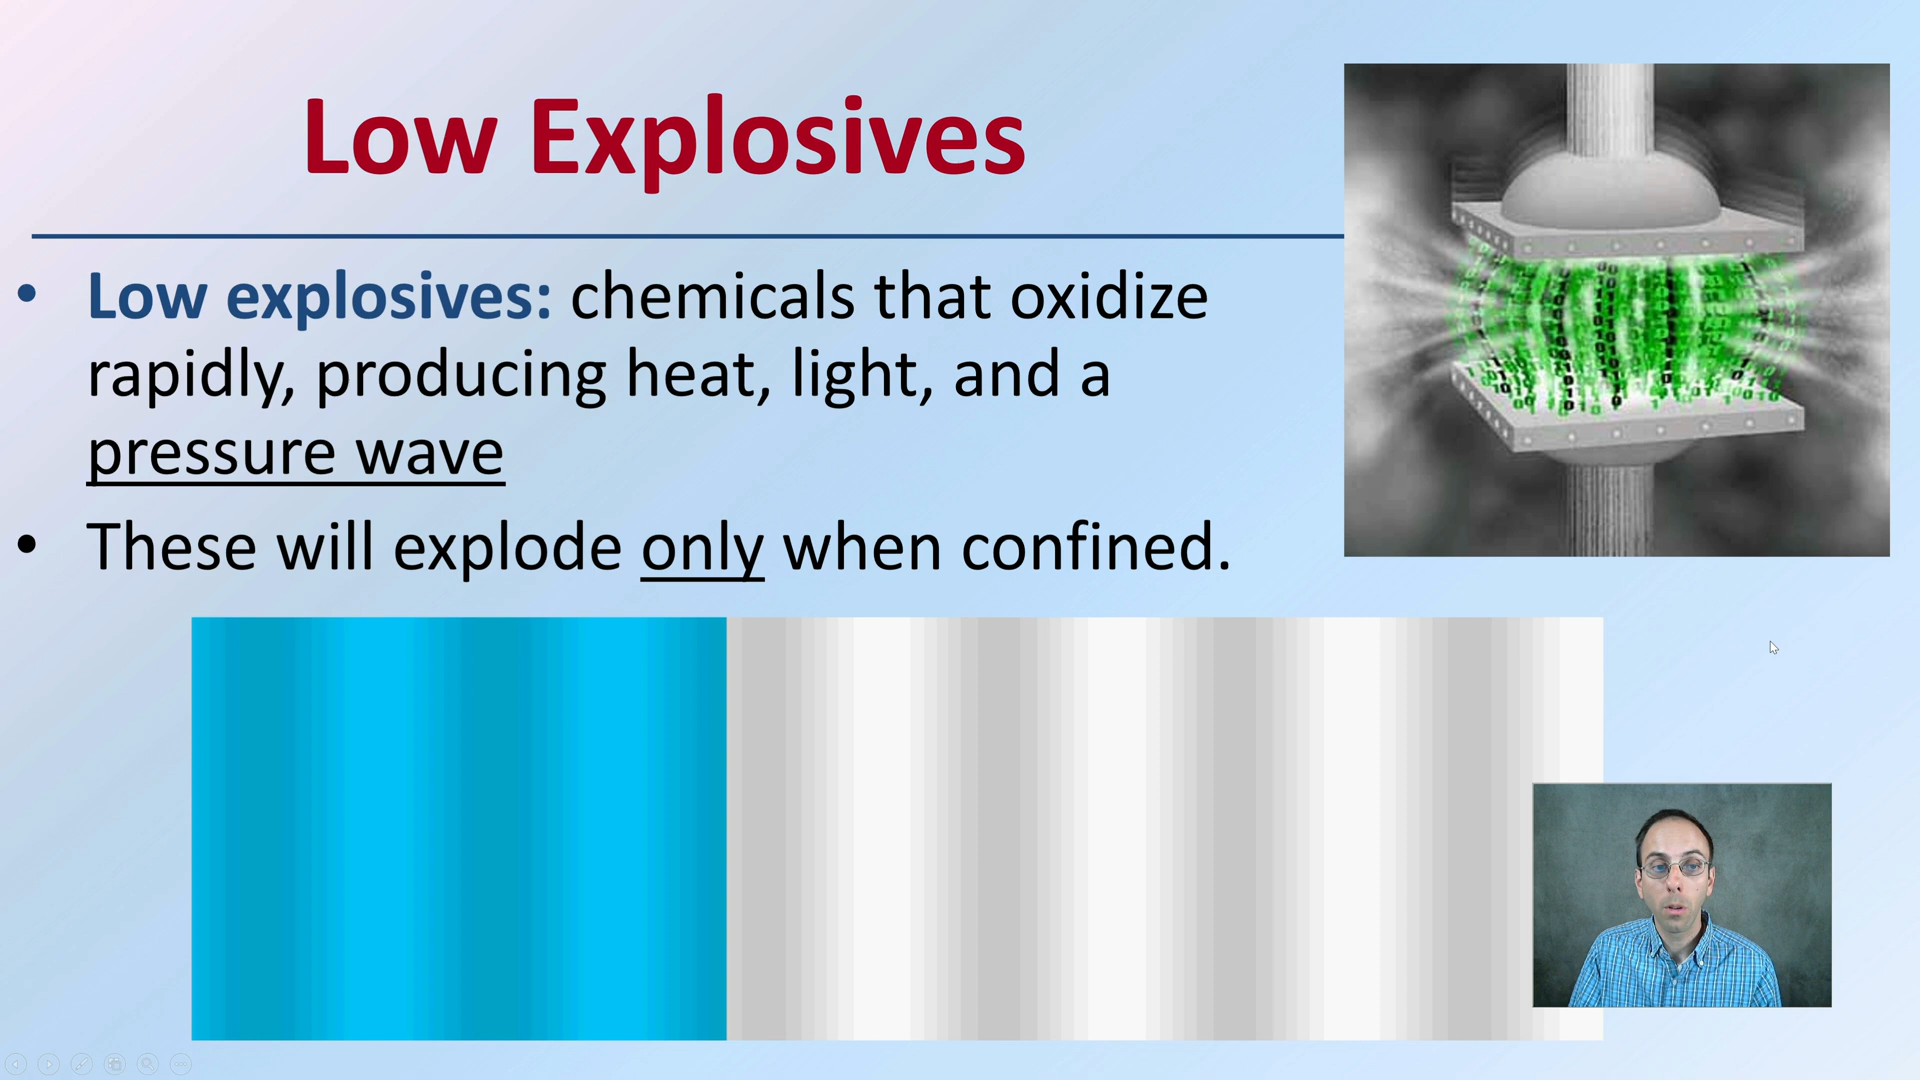 Low Explosives
• Low explosives: chemicals that oxidize
rapidly, producing heat, light, and a
pressure wave
• These will explode only when confined.